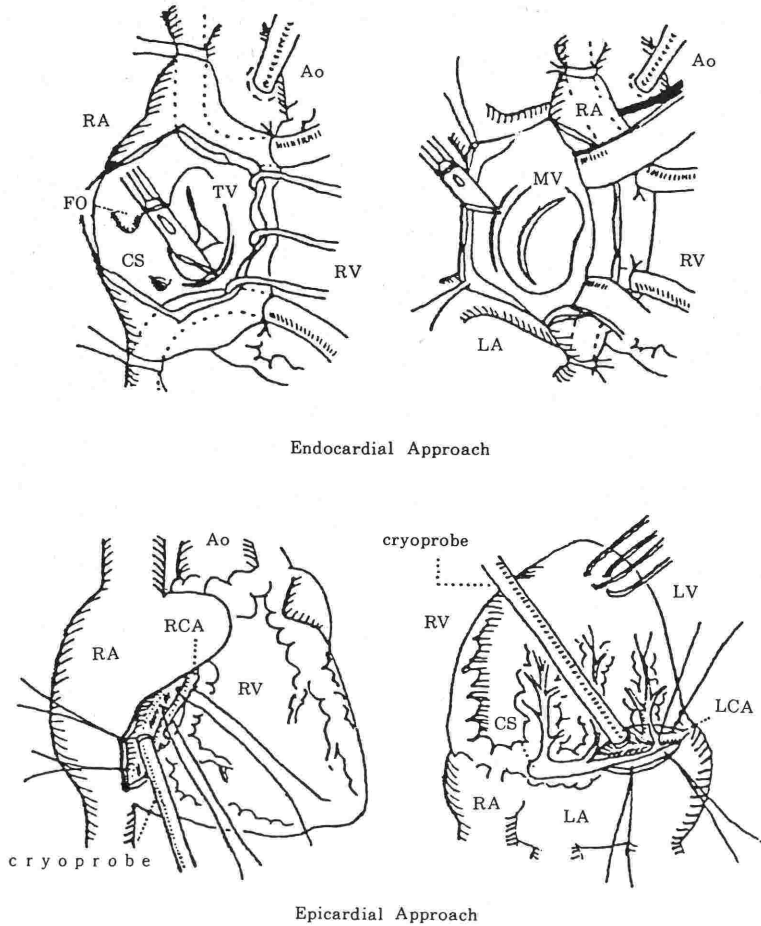 Ao
RA
FO
TV
CS
RV
Ao
RA
MV
RV
LA
Endocardial Approach
Ao
RCA
RA
RV
cryoprobe
cryoprobe
RV
LV
CS
LCA
RA
LA
Epicardial Approach